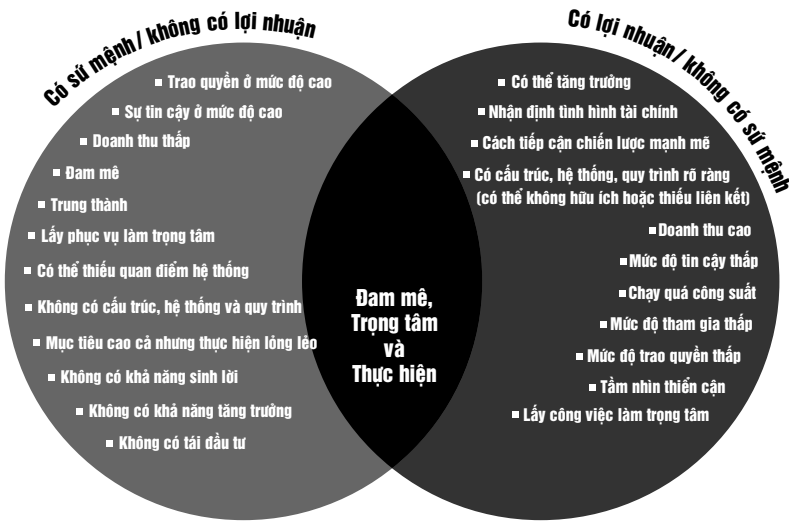 Có sứ mệnh/ không có lợi nhuận
▪ Trao quyền ở mức độ cao
▪ Sự tin cậy ở mức độ cao
▪ Doanh thu thấp
▪ Đam mê
▪ Trung thành
▪ Lấy phục vụ làm trọng tâm
▪ Có thể thiếu quan điểm hệ thống
▪ Không có cấu trúc, hệ thống và quy trình
▪ Mục tiêu cao cả nhưng thực hiện lỏng lẻo
▪ Không có khả năng sinh lời
▪ Không có khả năng tăng trưởng
▪ Không có tái đầu tư
Đam mê,
Trọng tâm
và
Thực hiện
Có lợi nhuận/ không có sứ mệnh
▪ Có thể tăng trưởng
▪ Nhận định tình hình tài chính
▪ Cách tiếp cận chiến lược mạnh mẽ
▪ Có cấu trúc, hệ thống, quy trình rõ ràng
(có thể không hữu ích hoặc thiếu liên kết)
▪ Doanh thu cao
▪ Mức độ tin cậy thấp
▪ Chạy quá công suất
▪ Mức độ tham gia thấp
▪ Mức độ trao quyền thấp
▪ Tầm nhìn thiển cận
▪ Lấy công việc làm trọng tâm